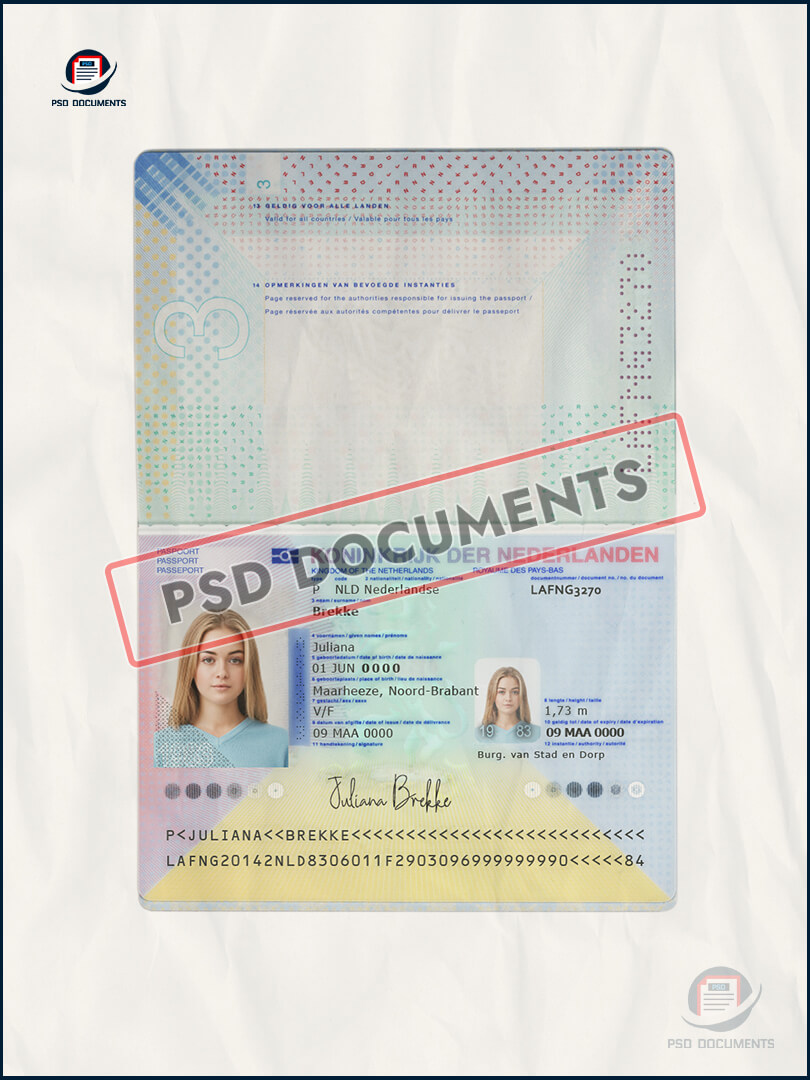 PSD
PSD DOCUMENTS
3
13 GELDIG VOOR ALLE LANDEN
Valid for all countries / Valable pour tous les pays
14 OPMERKINGEN VAN BEVOEGDE INSTANTIES
Page reserved for the authorities responsible for issuing the passport /
Page réservée aux autorités compétentes pour délivrer le passeport
3
PSD DOCUMENTS
PASPOORT
PASSPORT
PASSEPORT
KONINKRIJK DER NEDERLANDEN
KINGDOM OF THE NETHERLANDS ROYAUME DES PAYS-BAS
code 2 nationaliteit / nationality / nationalité documentnummer / document no. / no. du document
P NLD Nederlandse LAFNG3270
Brekke
4 voornamen / given names / prénoms
Juliana
5 geboortedatum / date of birth / date de naissance
01 JUN 0000
6 geboorteplaats / place of birth / lieu de naissance
Maarheeze, Noord-Brabant
7 geslacht / sex / sexe 8 lengte / height / taille
V/F 1,73 m
9 datum van afgifte / date of issue / date de délivrance 10 geldig tot / date of expiry / date d'expiration
09 MAA 0000 19 83 09 MAA 0000
11 handtekening / signature 12 instantie / authority / autorité
Burg. van Stad en Dorp
Juliana Brekke
P<JULIANA<<BREKKE<<<<<<<<<<<<<<<<<<<<<<<<<<<
LAFNG20142NLD8306011F2903096999999990<<<<<84
PSD
PSD DOCUMENTS